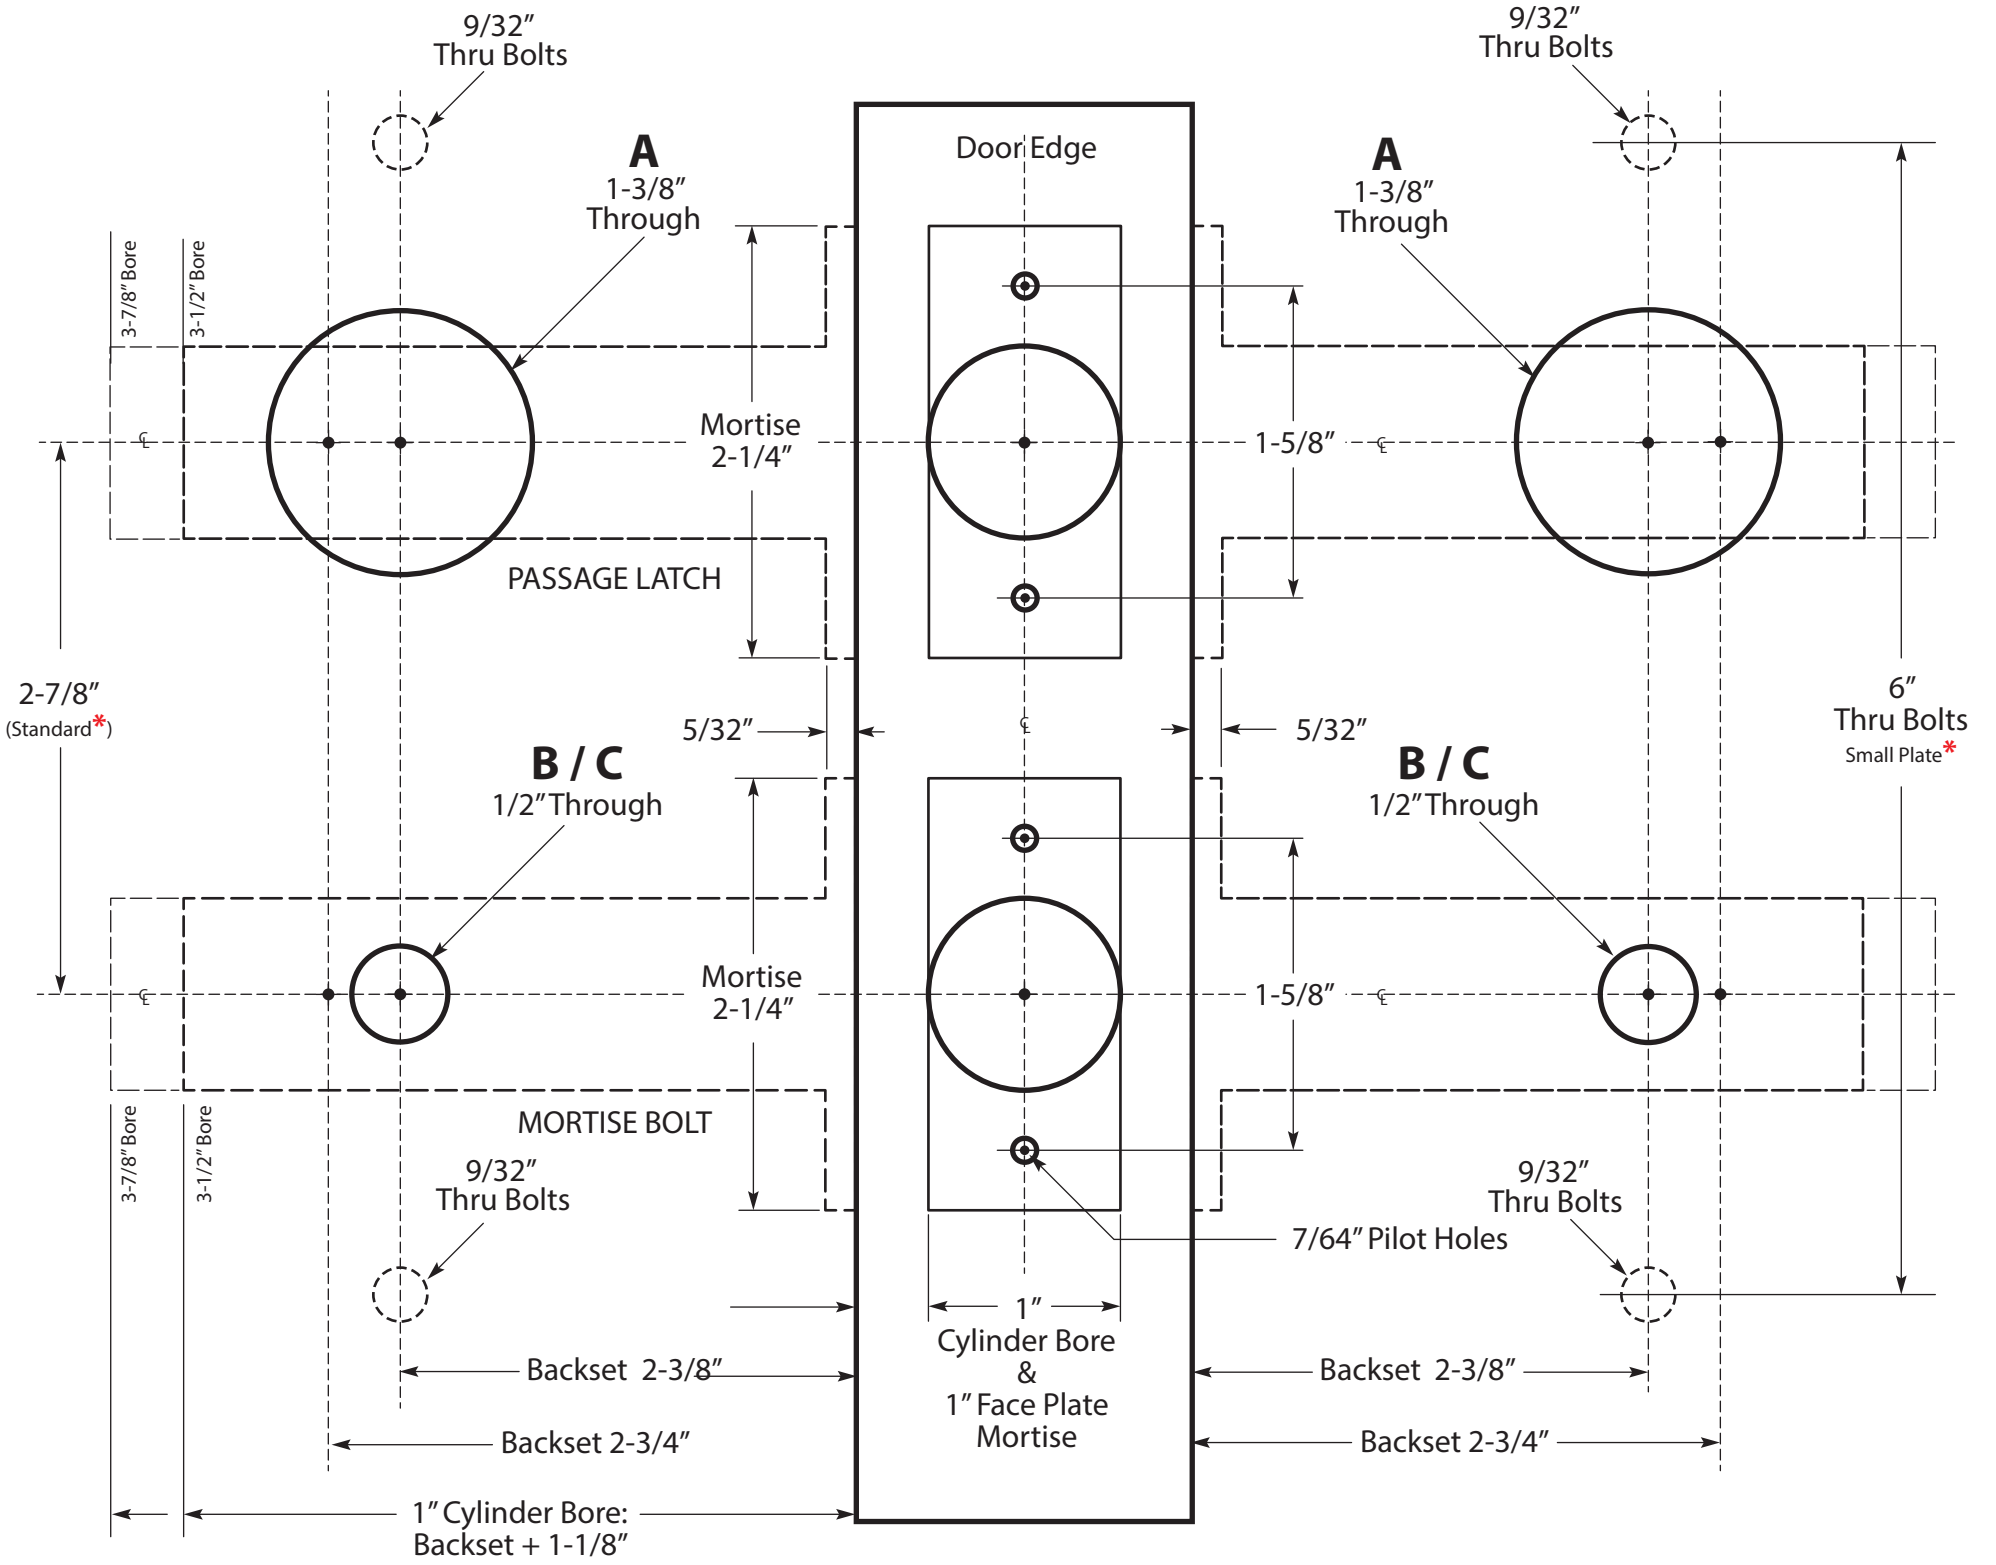 9/32”
Thru Bolts
9/32”
Thru Bolts
Door Edge
A
1-3/8”
Through
A
1-3/8”
Through
3-7/8” Bore
3-1/2” Bore
Mortise
2-1/4”
℄
1-5/8”
℄
PASSAGE LATCH
2-7/8”
(Standard*)
5/32”
℄
5/32”
6”
Thru Bolts
Small Plate*
B / C
1/2” Through
B / C
1/2” Through
℄
Mortise
2-1/4”
1-5/8”
℄
3-7/8” Bore
3-1/2” Bore
MORTISE BOLT
9/32”
Thru Bolts
9/32”
Thru Bolts
7/64” Pilot Holes
1”
Cylinder Bore
&
1” Face Plate
Mortise
Backset 2-3/8”
Backset 2-3/8”
Backset 2-3/4”
Backset 2-3/4”
1” Cylinder Bore:
Backset + 1-1/8”